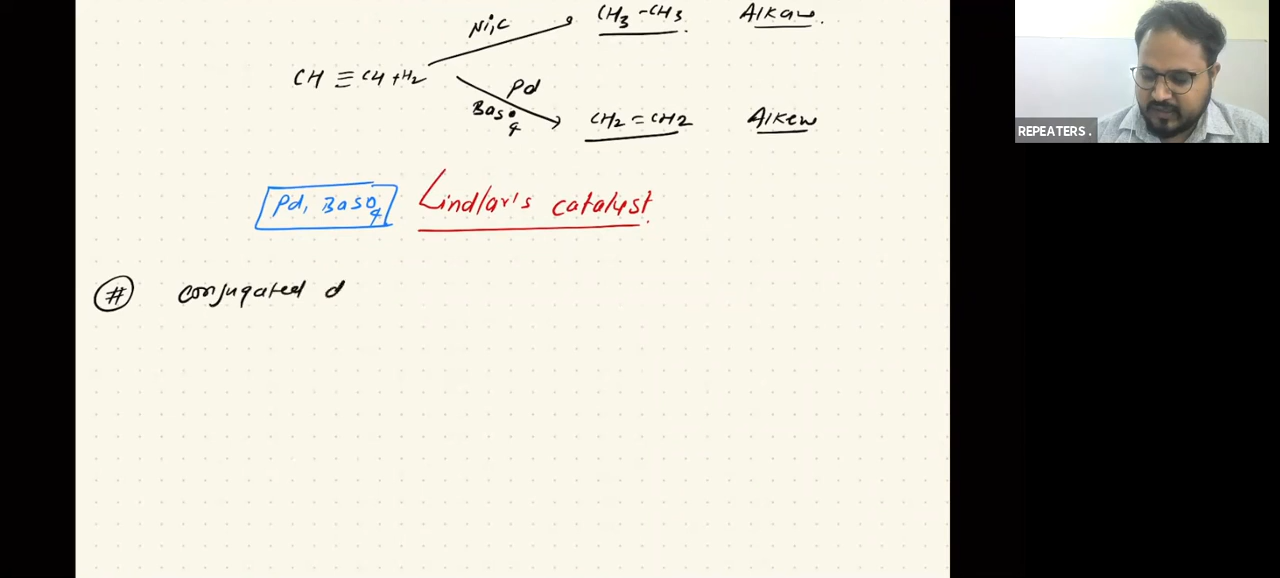 Ni, C CH3 - CH3 Alkane.
CH ≡ CH + H2
Pd
BaSO4 CH2 = CH2 Alkene
Pd, BaSO4 Lindlar's catalyst.
# conjugated d
REPEATERS .